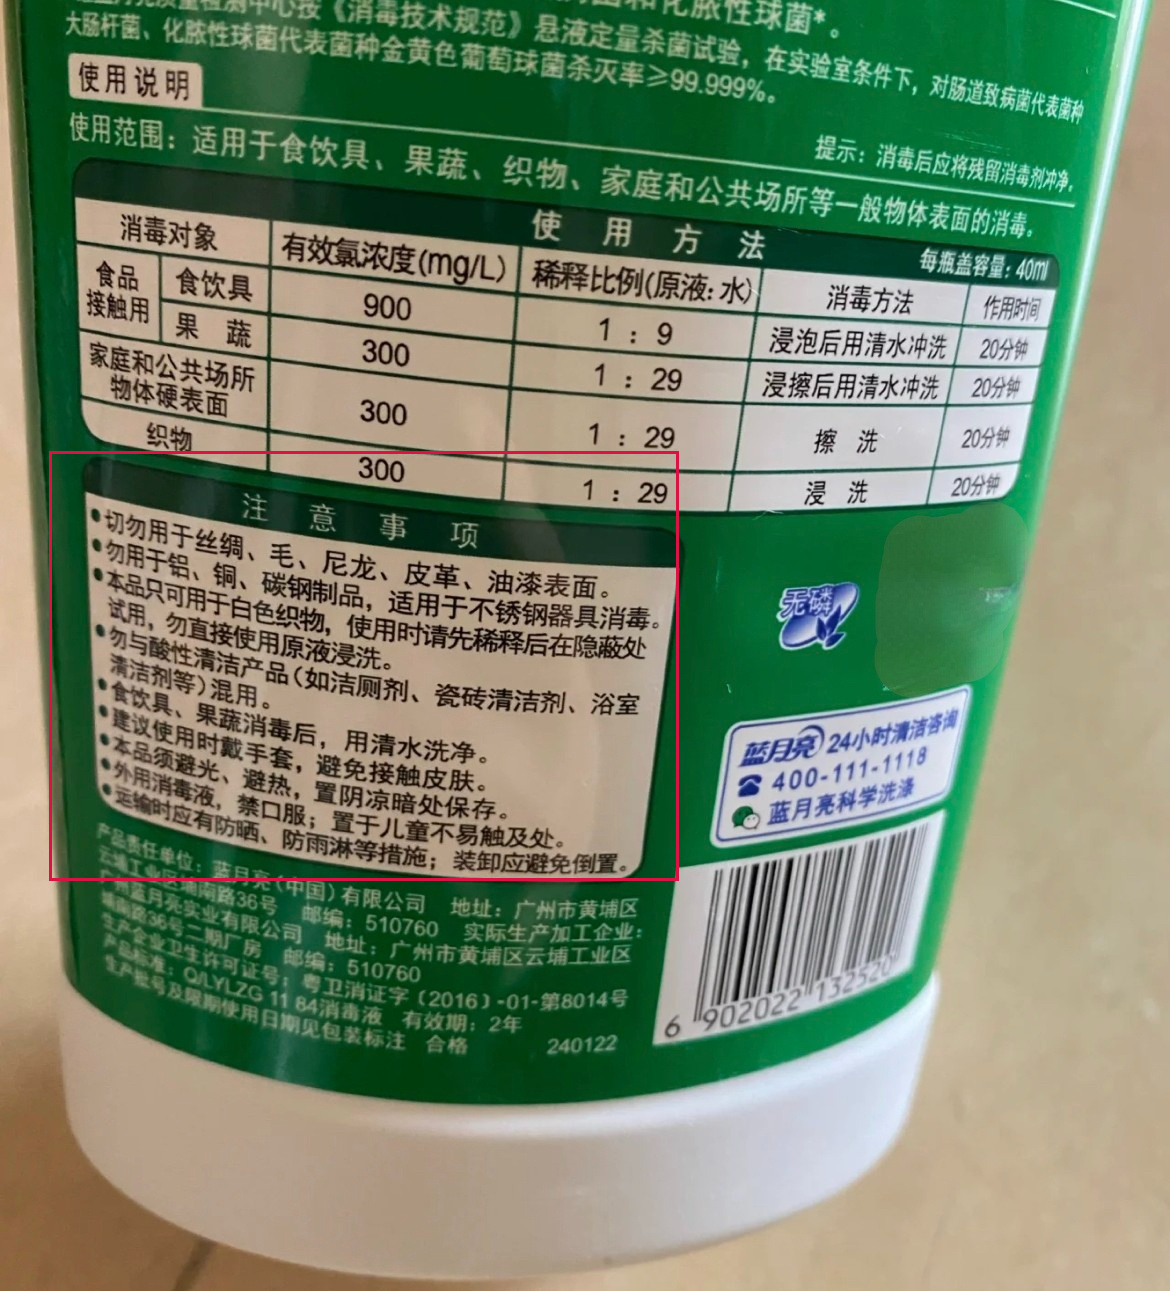 和化脓性球菌*。
检测中心按《消毒技术规范》悬液定量杀菌试验，在实验室条件下，对肠道致病菌代表菌种
大肠杆菌、化脓性球菌代表菌种金黄色葡萄球菌杀灭率≥99.999%。
使用说明
提示：消毒后应将残留消毒剂冲净。
使用范围：适用于食饮具、果蔬、织物、家庭和公共场所等一般物体表面的消毒。
使用方法
每瓶盖容量：40ml
消毒对象 有效氯浓度(mg/L) 稀释比例(原液：水) 消毒方法 作用时间
食品接触用 食饮具 900 1：9 浸泡后用清水冲洗 20分钟
果蔬 300 1：29 浸擦后用清水冲洗 20分钟
家庭和公共场所
物体硬表面 300 1：29 擦洗 20分钟
织物 300 1：29 浸洗 20分钟
注意事项
•切勿用于丝绸、毛、尼龙、皮革、油漆表面。
•勿用于铝、铜、碳钢制品，适用于不锈钢器具消毒。
•本品只可用于白色织物，使用时请先稀释后在隐蔽处
试用，勿直接使用原液浸洗。
•勿与酸性清洁产品（如洁厕剂、瓷砖清洁剂、浴室
清洁剂等）混用。
•食饮具、果蔬消毒后，用清水洗净。
•建议使用时戴手套，避免接触皮肤。
•本品须避光、避热，置阴凉暗处保存。
•外用消毒液，禁口服；置于儿童不易触及处。
•运输时应有防晒、防雨淋等措施；装卸应避免倒置。
无磷
蓝月亮 24小时清洁咨询
400-111-1118
蓝月亮科学洗涤
产品责任单位：蓝月亮（中国）有限公司 地址：广州市黄埔区
云埔工业区埔南路36号 邮编：510760 实际生产加工企业：
广州蓝月亮实业有限公司 地址：广州市黄埔区云埔工业区
埔南路36号二期厂房 邮编：510760
生产企业卫生许可证号：粤卫消证字（2016）-01-第8014号
产品标准：Q/LYLZG 11 84消毒液 有效期：2年
生产批号及限期使用日期见包装标注 合格 240122
6 902022 132520